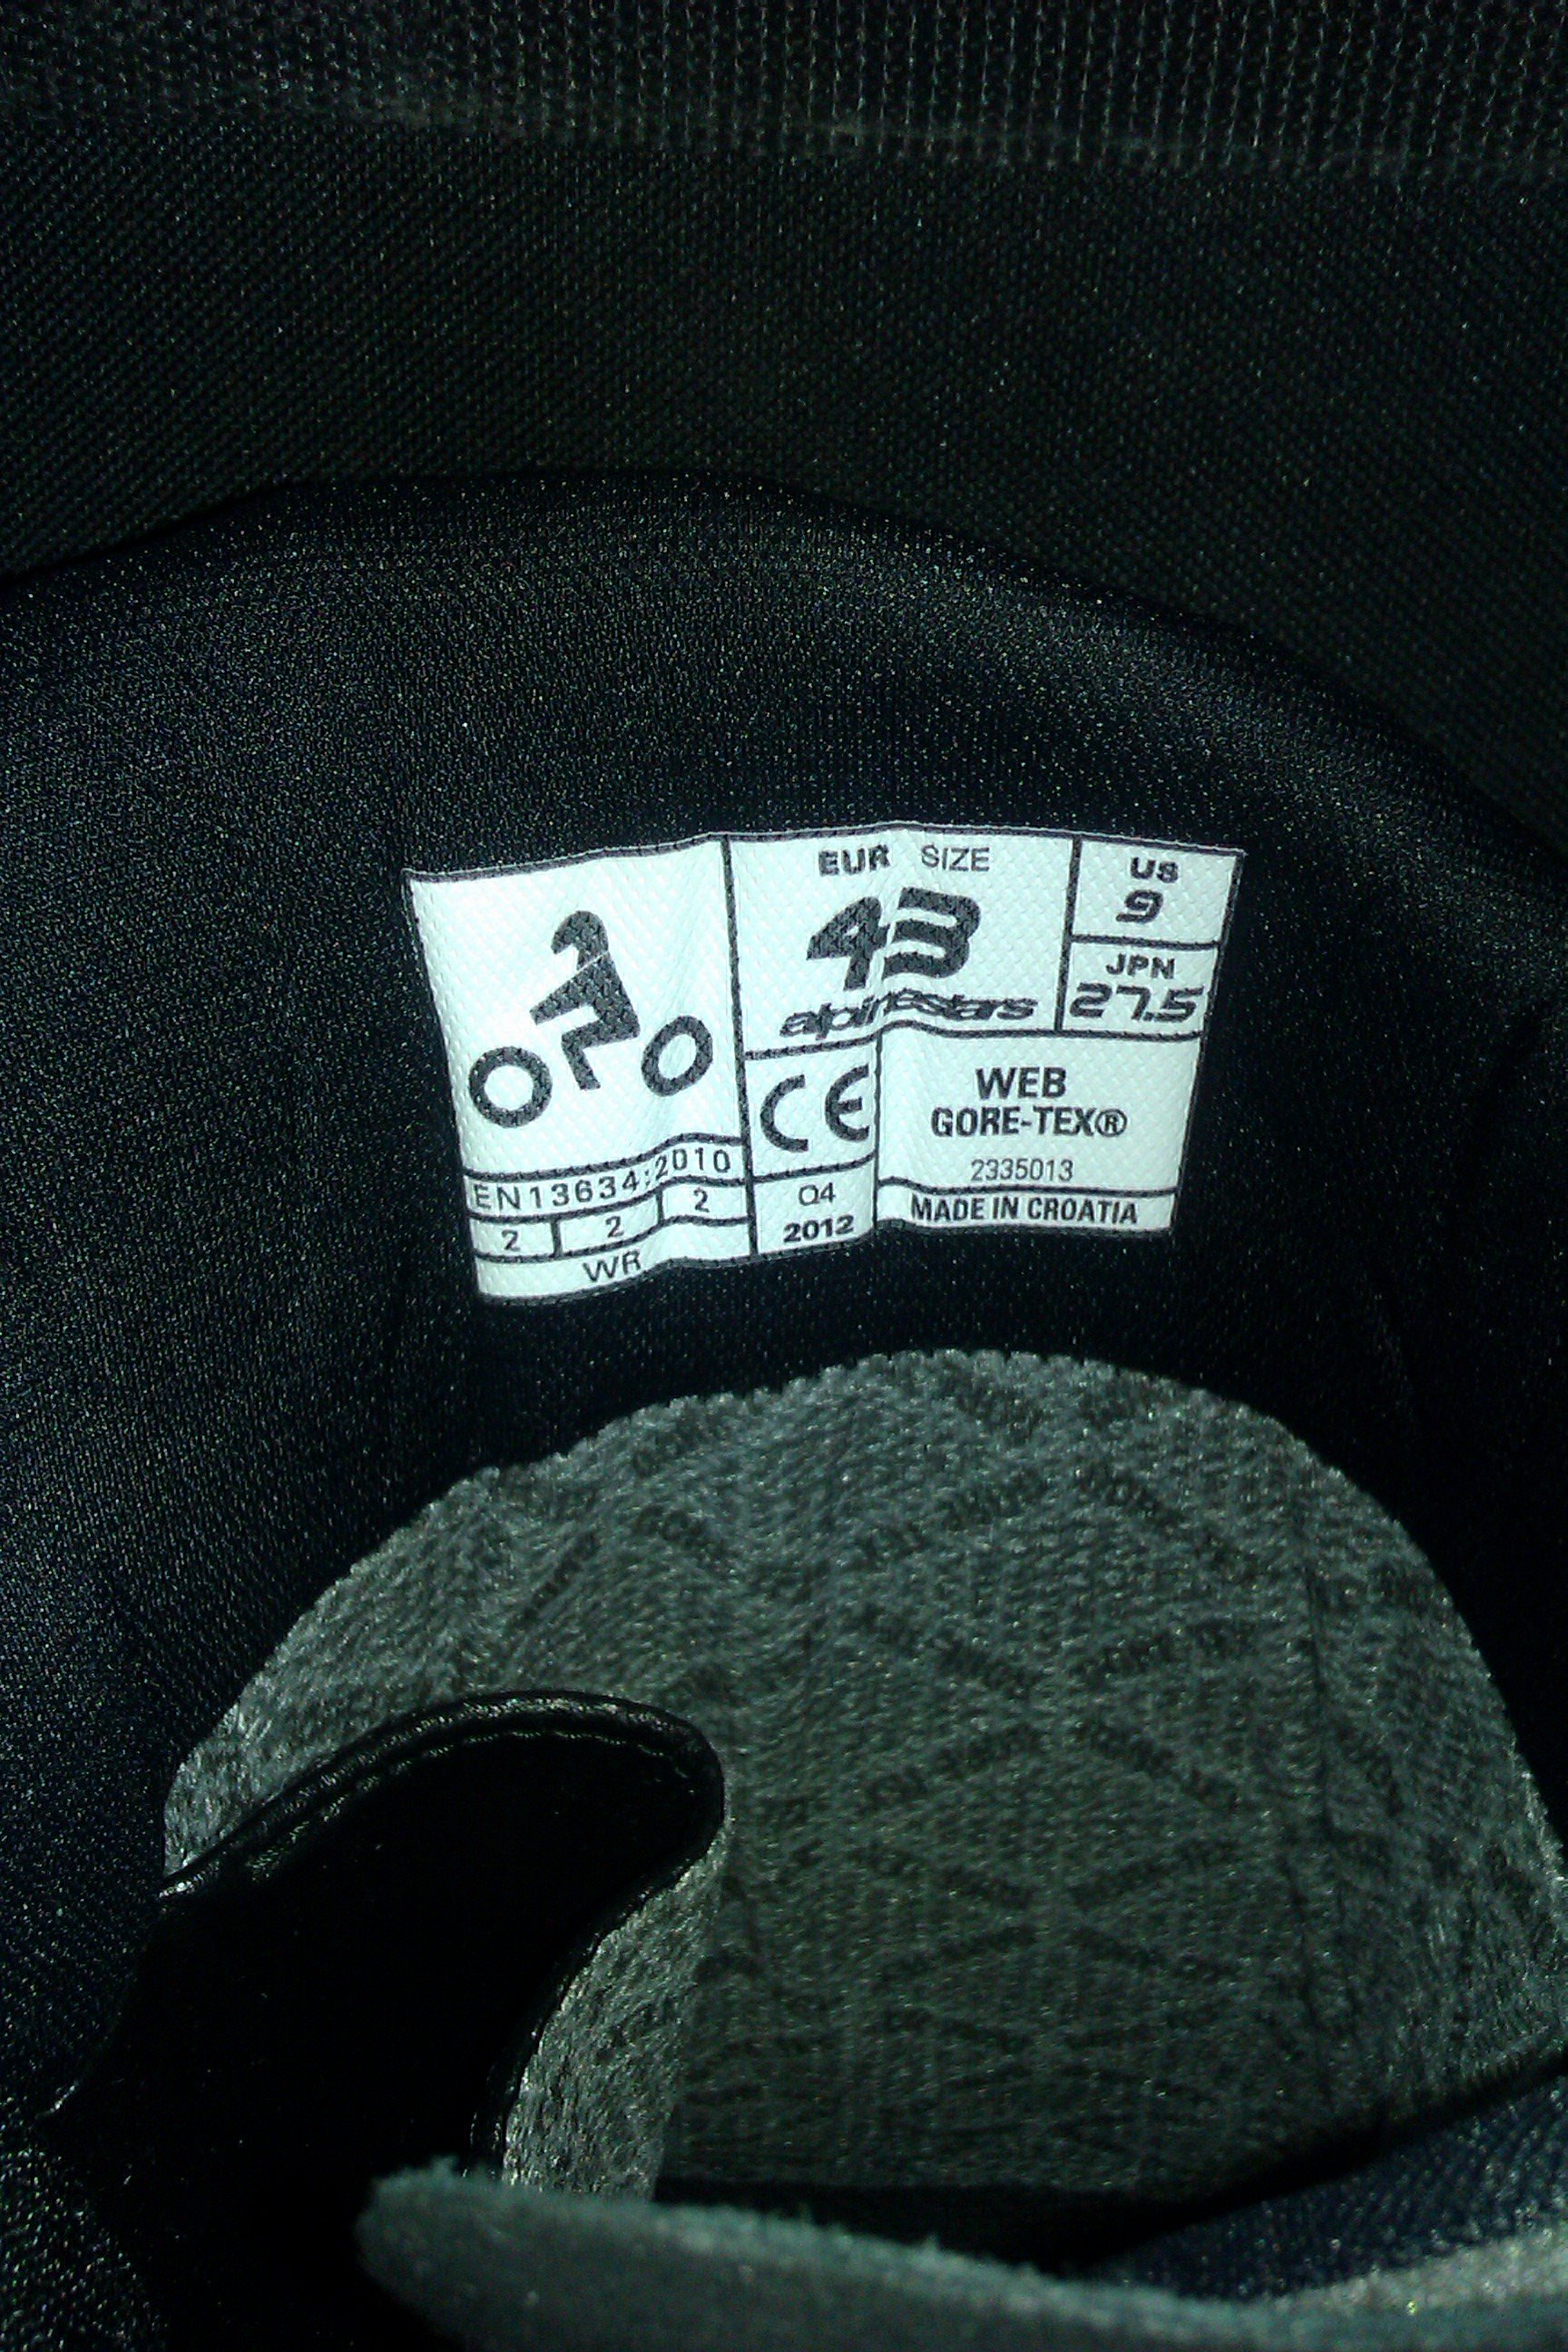 EUR SIZE
43
alpinestars
US
9
JPN
27.5
CE
WEB
GORE-TEX®
2335013
MADE IN CROATIA
Q4
2012
EN13634:2010
2 2 2
WR